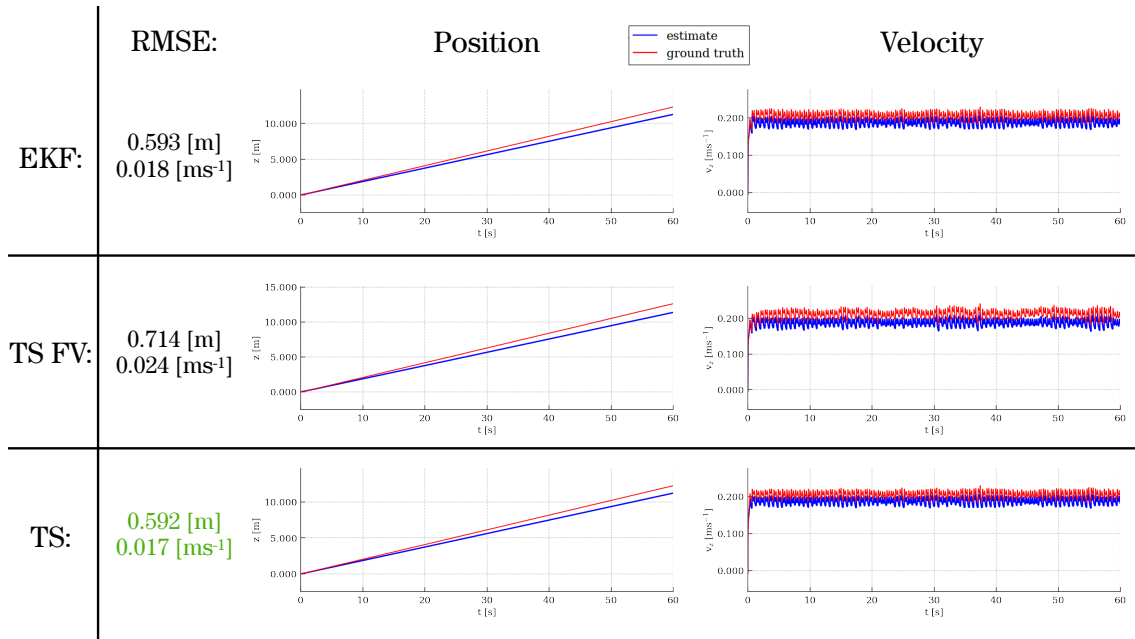 RMSE:
Position
estimate
ground truth
Velocity
EKF:
0.593 [m]
0.018 [ms-1]
z [m]
10.000
5.000
0.000
0 10 20 30 40 50 60
t [s]
vz [ms⁻¹]
0.200
0.100
0.000
0 10 20 30 40 50 60
t [s]
TS FV:
0.714 [m]
0.024 [ms-1]
z [m]
15.000
10.000
5.000
0.000
0 10 20 30 40 50 60
t [s]
vz [ms⁻¹]
0.200
0.100
0.000
0 10 20 30 40 50 60
t [s]
TS:
0.592 [m]
0.017 [ms-1]
z [m]
10.000
5.000
0.000
0 10 20 30 40 50 60
t [s]
vz [ms⁻¹]
0.200
0.100
0.000
0 10 20 30 40 50 60
t [s]